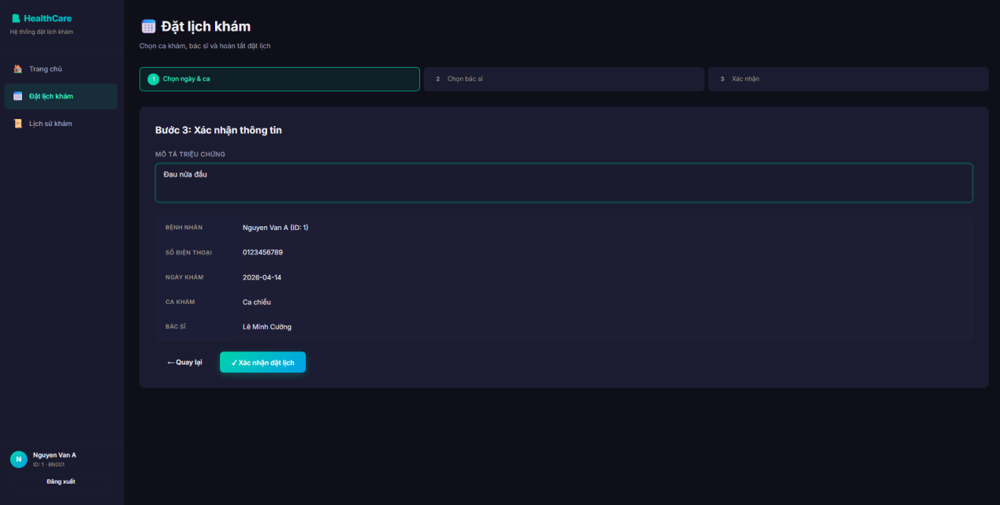 HealthCare
Hệ thống đặt lịch khám
Trang chủ
Đặt lịch khám
Lịch sử khám
Đặt lịch khám
Chọn ca khám, bác sĩ và hoàn tất đặt lịch
1 Chọn ngày & ca
2 Chọn bác sĩ
3 Xác nhận
Bước 3: Xác nhận thông tin
MÔ TẢ TRIỆU CHỨNG
Đau nửa đầu
BỆNH NHÂN Nguyen Van A (ID: 1)
SỐ ĐIỆN THOẠI 0123456789
NGÀY KHÁM 2026-04-14
CA KHÁM Ca chiều
BÁC SĨ Lê Minh Cường
← Quay lại
✓ Xác nhận đặt lịch
N
Nguyen Van A
ID: 1 · BN001
Đăng xuất